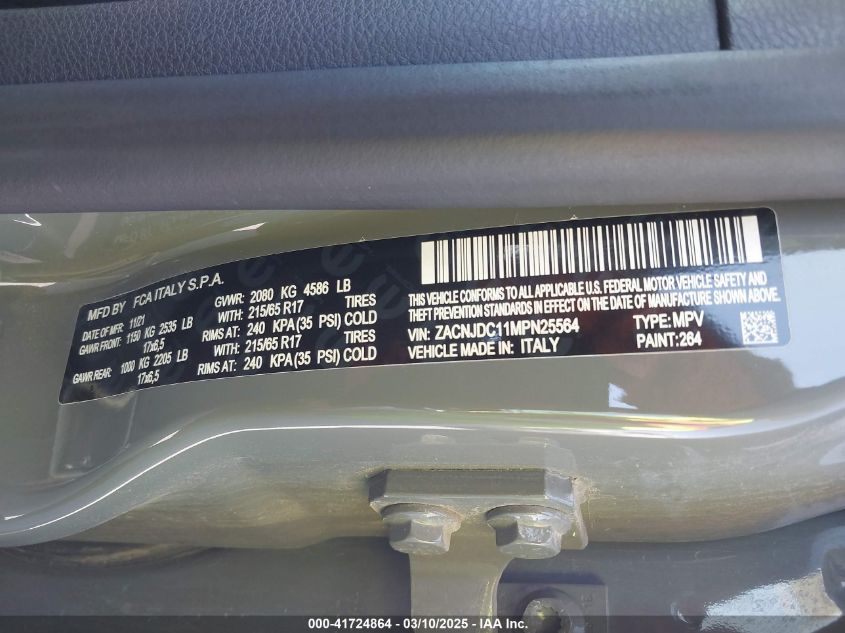 MFD BY FCA ITALY S.P.A.
DATE OF MFR 11/21 GVWR: 2080 KG 4586 LB
GAWR FRONT: 1150 KG 2535 LB WITH: 215/65 R17 TIRES
17x6,5 RIMS AT: 240 KPA(35 PSI) COLD
GAWR REAR: 1000 KG 2205 LB WITH: 215/65 R17 TIRES
17x6,5 RIMS AT: 240 KPA(35 PSI) COLD
THIS VEHICLE CONFORMS TO ALL APPLICABLE U.S. FEDERAL MOTOR VEHICLE SAFETY AND
THEFT PREVENTION STANDARDS IN EFFECT ON THE DATE OF MANUFACTURE SHOWN ABOVE
VIN: ZACNJDC11MPN25564 TYPE: MPV
VEHICLE MADE IN: ITALY PAINT:264
000-41724864 - 03/10/2025 - IAA Inc.